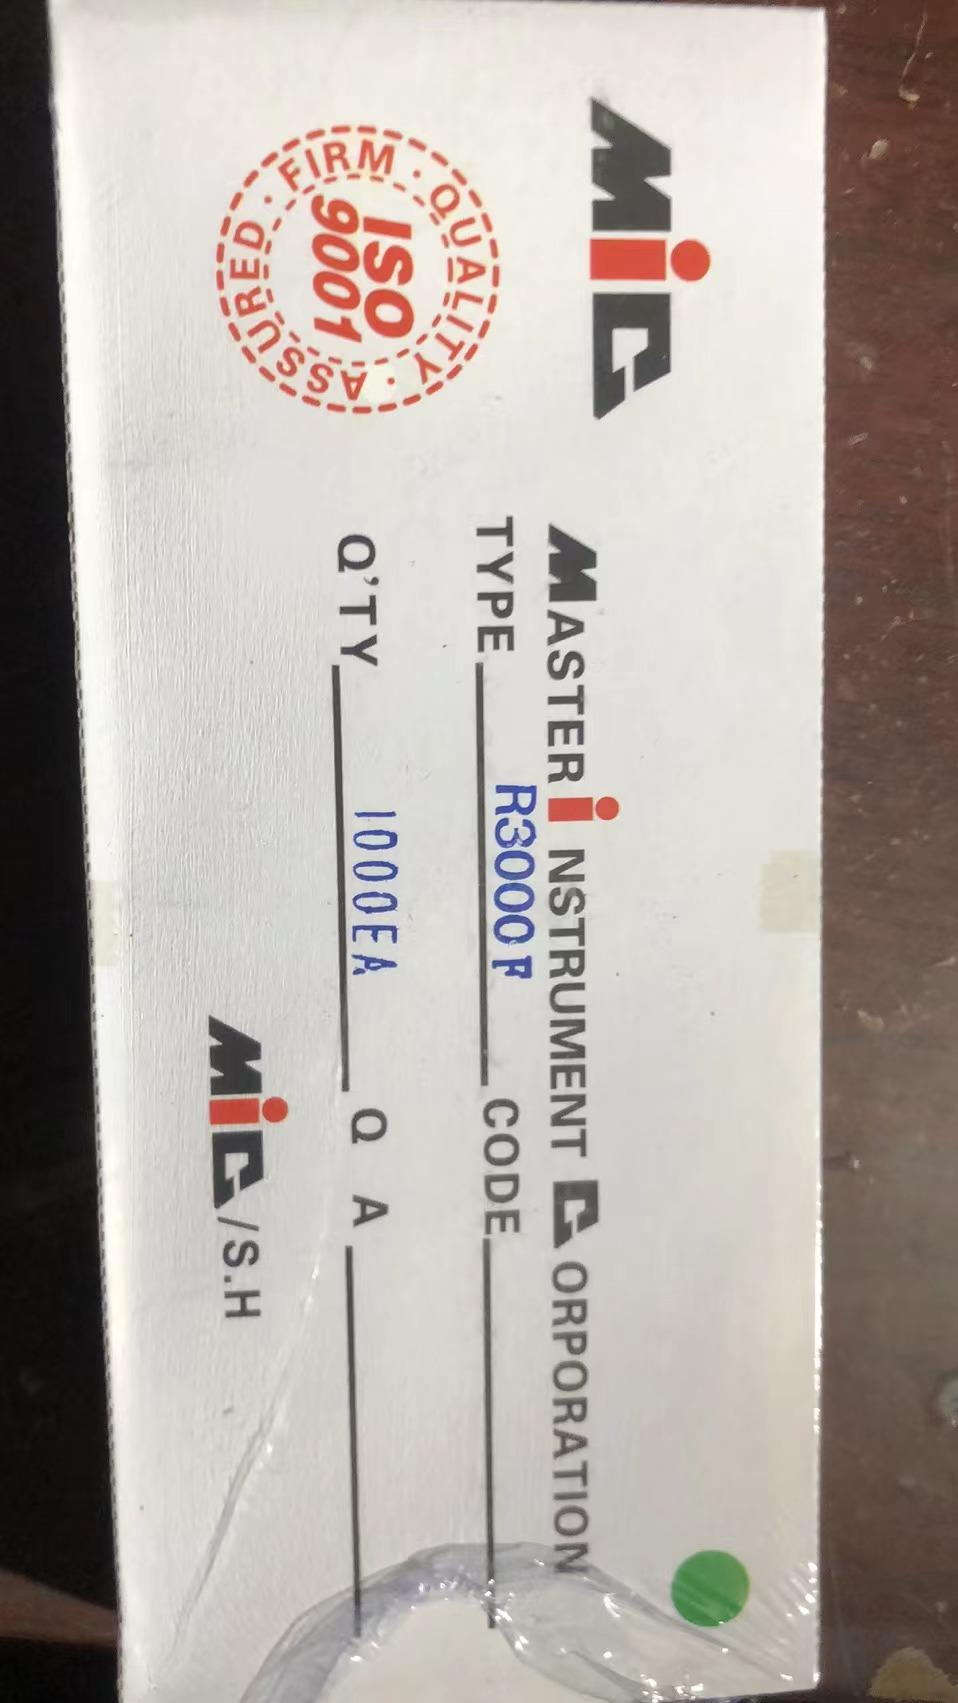 MiC
FIRM · QUALITY · ASSURED ·
ISO
9001
MASTER iNSTRUMENT CORPORATION
TYPE R3000F CODE
Q'TY 1000EA Q A
MiC/S.H